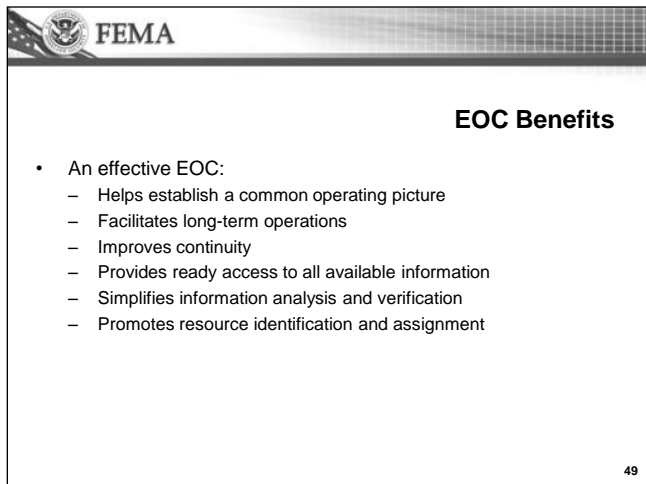 FEMA
EOC Benefits
• An effective EOC:
– Helps establish a common operating picture
– Facilitates long-term operations
– Improves continuity
– Provides ready access to all available information
– Simplifies information analysis and verification
– Promotes resource identification and assignment
49